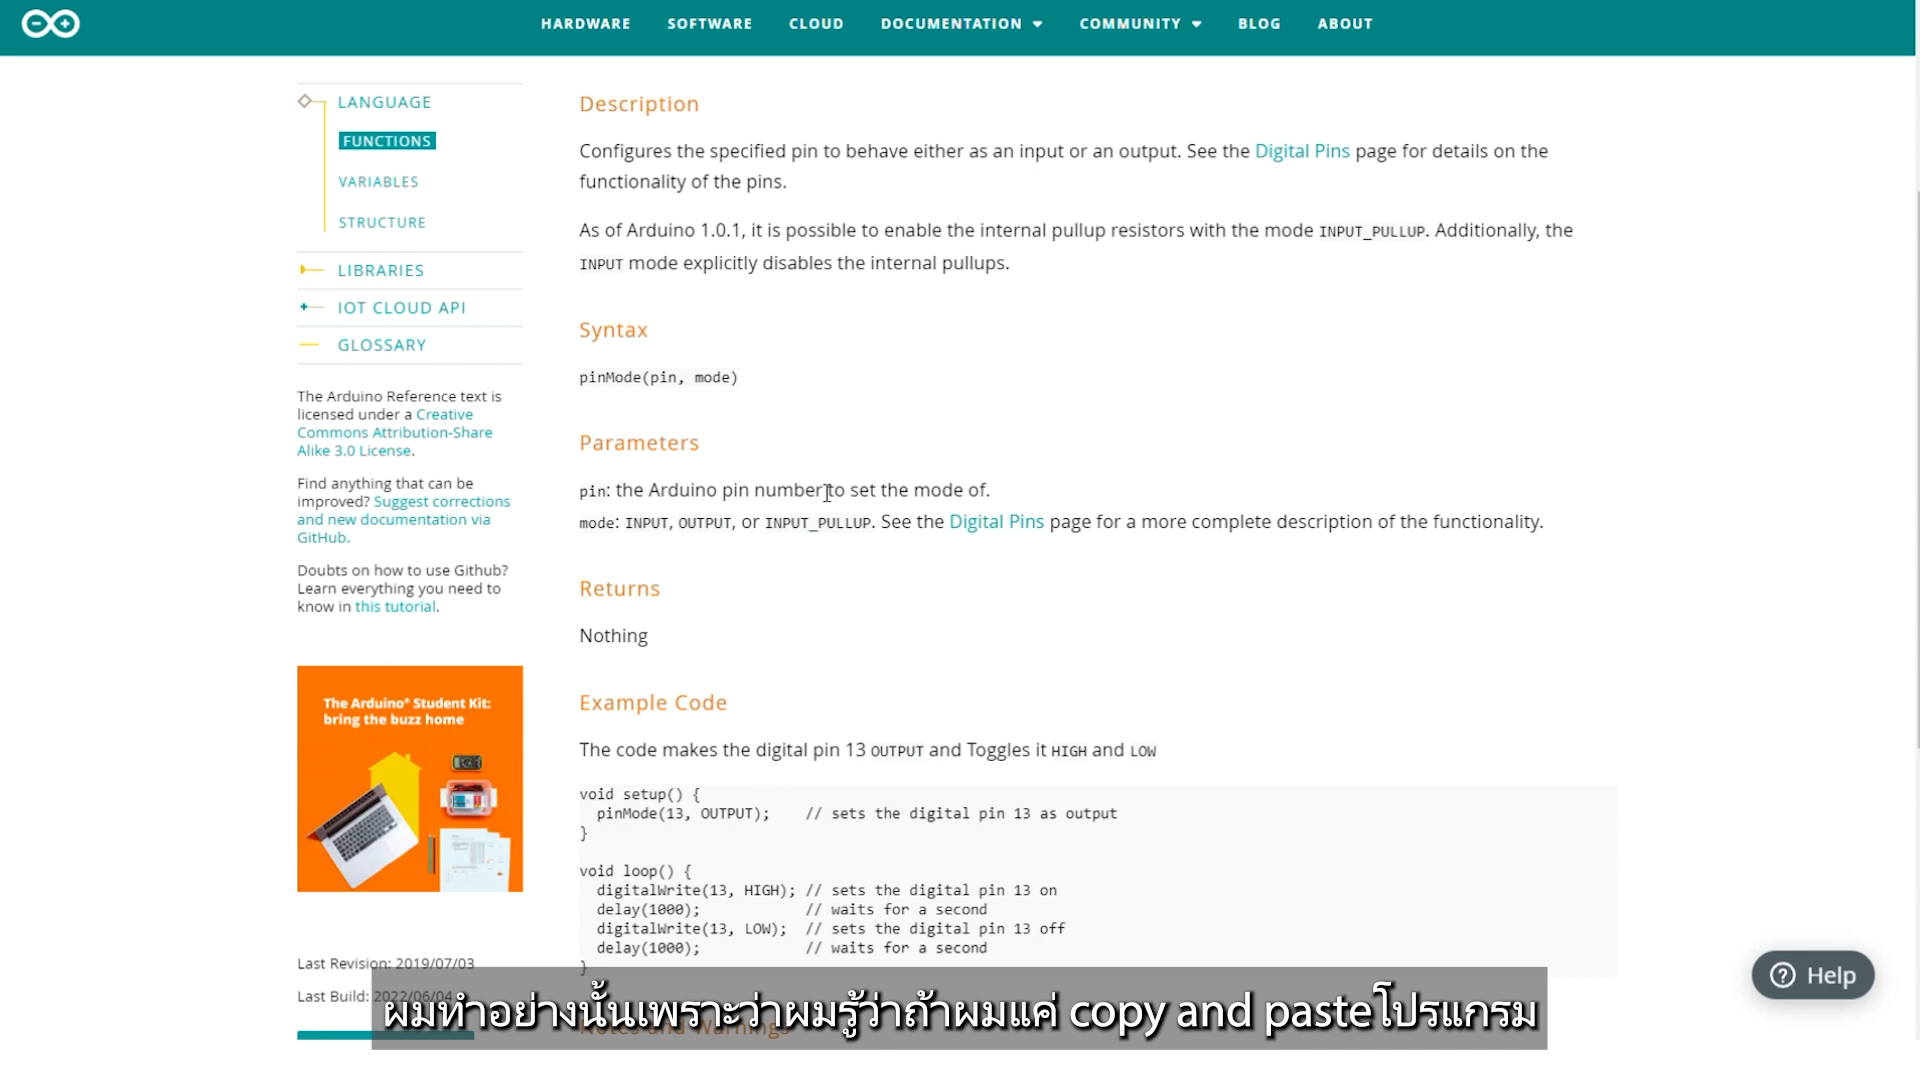 HARDWARE SOFTWARE CLOUD DOCUMENTATION COMMUNITY BLOG ABOUT
LANGUAGE
FUNCTIONS
VARIABLES
STRUCTURE
LIBRARIES
IOT CLOUD API
GLOSSARY
The Arduino Reference text is
licensed under a Creative
Commons Attribution-Share
Alike 3.0 License.
Find anything that can be
improved? Suggest corrections
and new documentation via
GitHub.
Doubts on how to use Github?
Learn everything you need to
know in this tutorial.
The Arduino® Student Kit:
bring the buzz home
Last Revision: 2019/07/03
Last Build: 2022/06/04
Description
Configures the specified pin to behave either as an input or an output. See the Digital Pins page for details on the
functionality of the pins.
As of Arduino 1.0.1, it is possible to enable the internal pullup resistors with the mode INPUT_PULLUP. Additionally, the
INPUT mode explicitly disables the internal pullups.
Syntax
pinMode(pin, mode)
Parameters
pin: the Arduino pin number to set the mode of.
mode: INPUT, OUTPUT, or INPUT_PULLUP. See the Digital Pins page for a more complete description of the functionality.
Returns
Nothing
Example Code
The code makes the digital pin 13 OUTPUT and Toggles it HIGH and LOW
void setup() {
  pinMode(13, OUTPUT);    // sets the digital pin 13 as output
}
void loop() {
  digitalWrite(13, HIGH); // sets the digital pin 13 on
  delay(1000);            // waits for a second
  digitalWrite(13, LOW);  // sets the digital pin 13 off
  delay(1000);            // waits for a second
}
Notes and Warnings
Help
ผมทำอย่างนั้นเพราะว่าผมรู้ว่าถ้าผมแค่ copy and pasteโปรแกรม